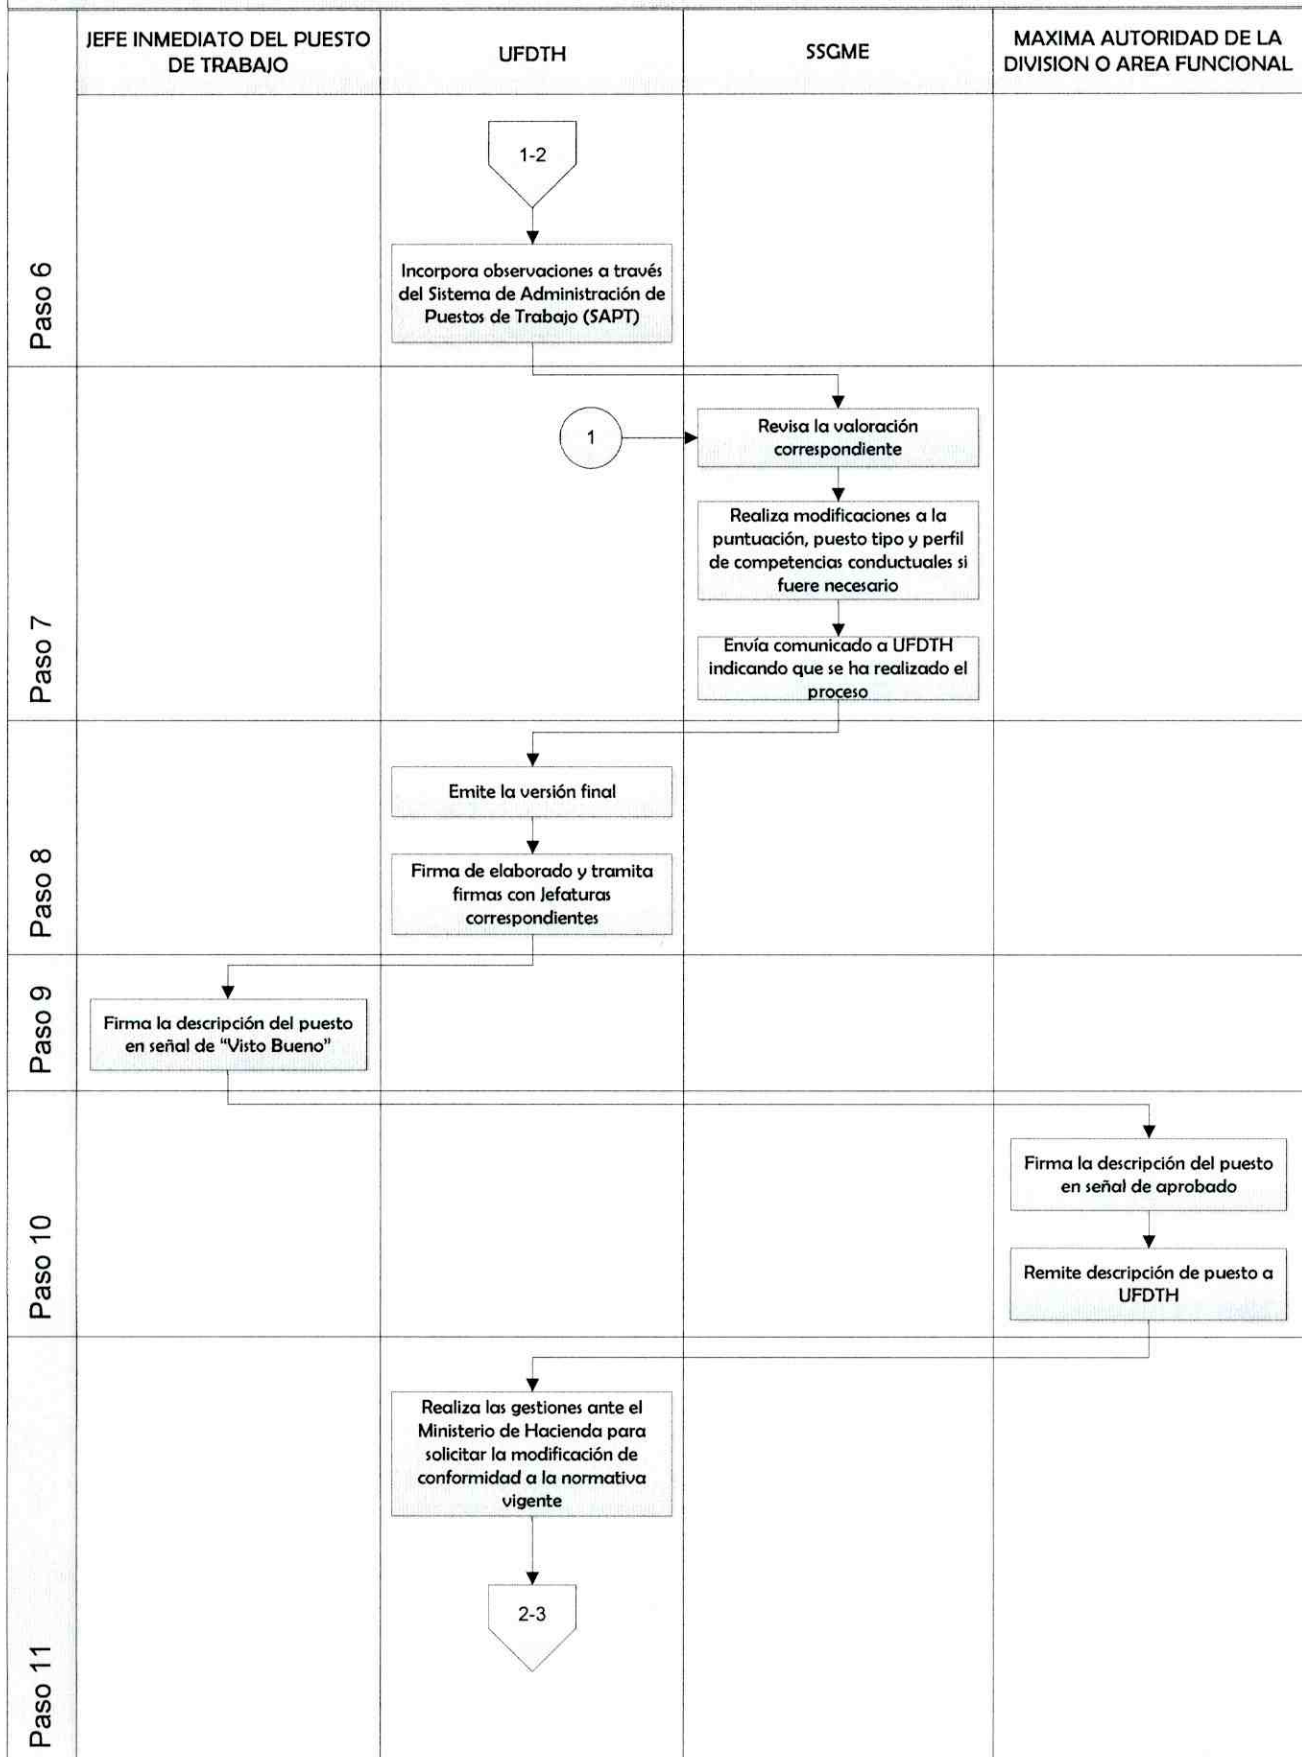 JEFE INMEDIATO DEL PUESTO
DE TRABAJO
UFDTH
SSGME
MAXIMA AUTORIDAD DE LA
DIVISION O AREA FUNCIONAL
Paso 6
1-2
Incorpora observaciones a través
del Sistema de Administración de
Puestos de Trabajo (SAPT)
Paso 7
1
Revisa la valoración
correspondiente
Realiza modificaciones a la
puntuación, puesto tipo y perfil
de competencias conductuales si
fuere necesario
Envía comunicado a UFDTH
indicando que se ha realizado el
proceso
Paso 8
Emite la versión final
Firma de elaborado y tramita
firmas con Jefaturas
correspondientes
Paso 9
Firma la descripción del puesto
en señal de “Visto Bueno”
Paso 10
Firma la descripción del puesto
en señal de aprobado
Remite descripción de puesto a
UFDTH
Paso 11
Realiza las gestiones ante el
Ministerio de Hacienda para
solicitar la modificación de
conformidad a la normativa
vigente
2-3